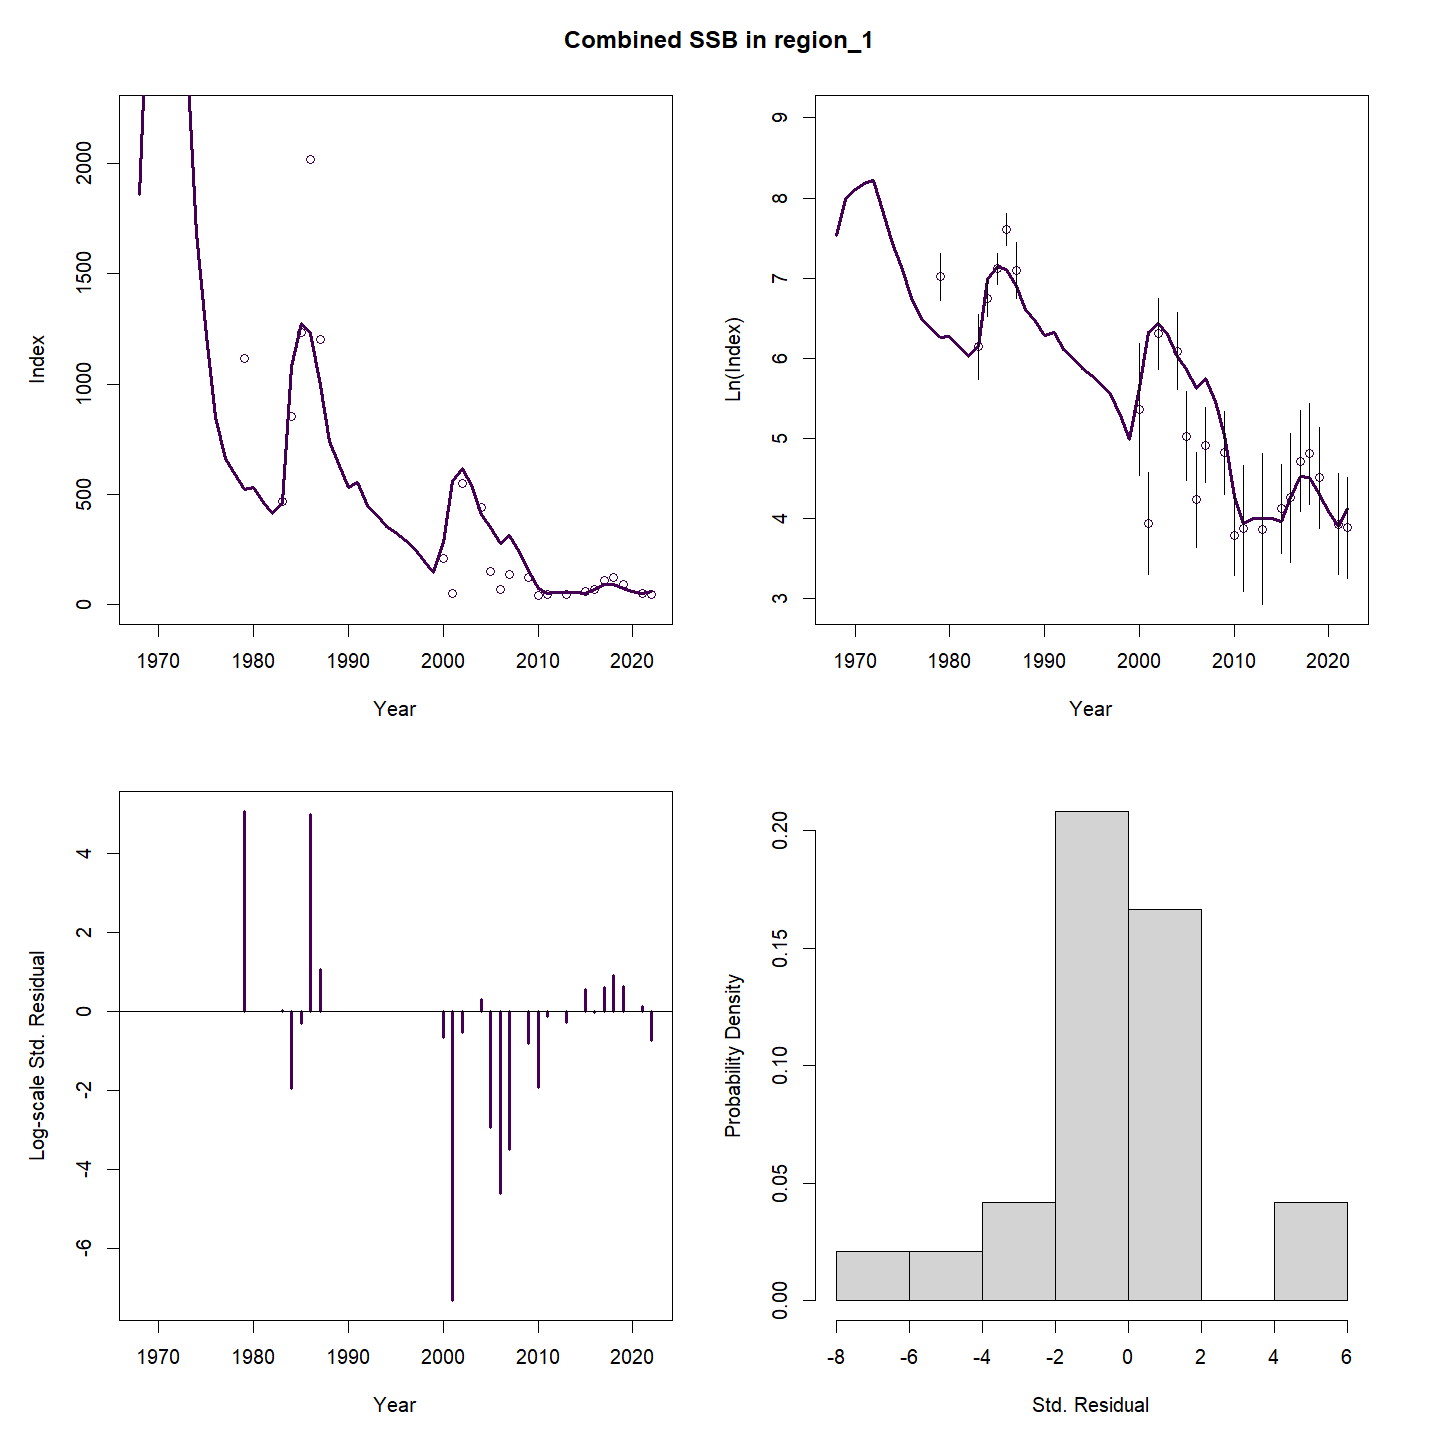 Combined SSB in region_1
Index
2000
1500
1000
500
0
1970 1980 1990 2000 2010 2020
Year
Ln(Index)
9
8
7
6
5
4
3
1970 1980 1990 2000 2010 2020
Year
Log-scale Std. Residual
4
2
0
-2
-4
-6
1970 1980 1990 2000 2010 2020
Year
Probability Density
0.20
0.15
0.10
0.05
0.00
-8 -6 -4 -2 0 2 4 6
Std. Residual